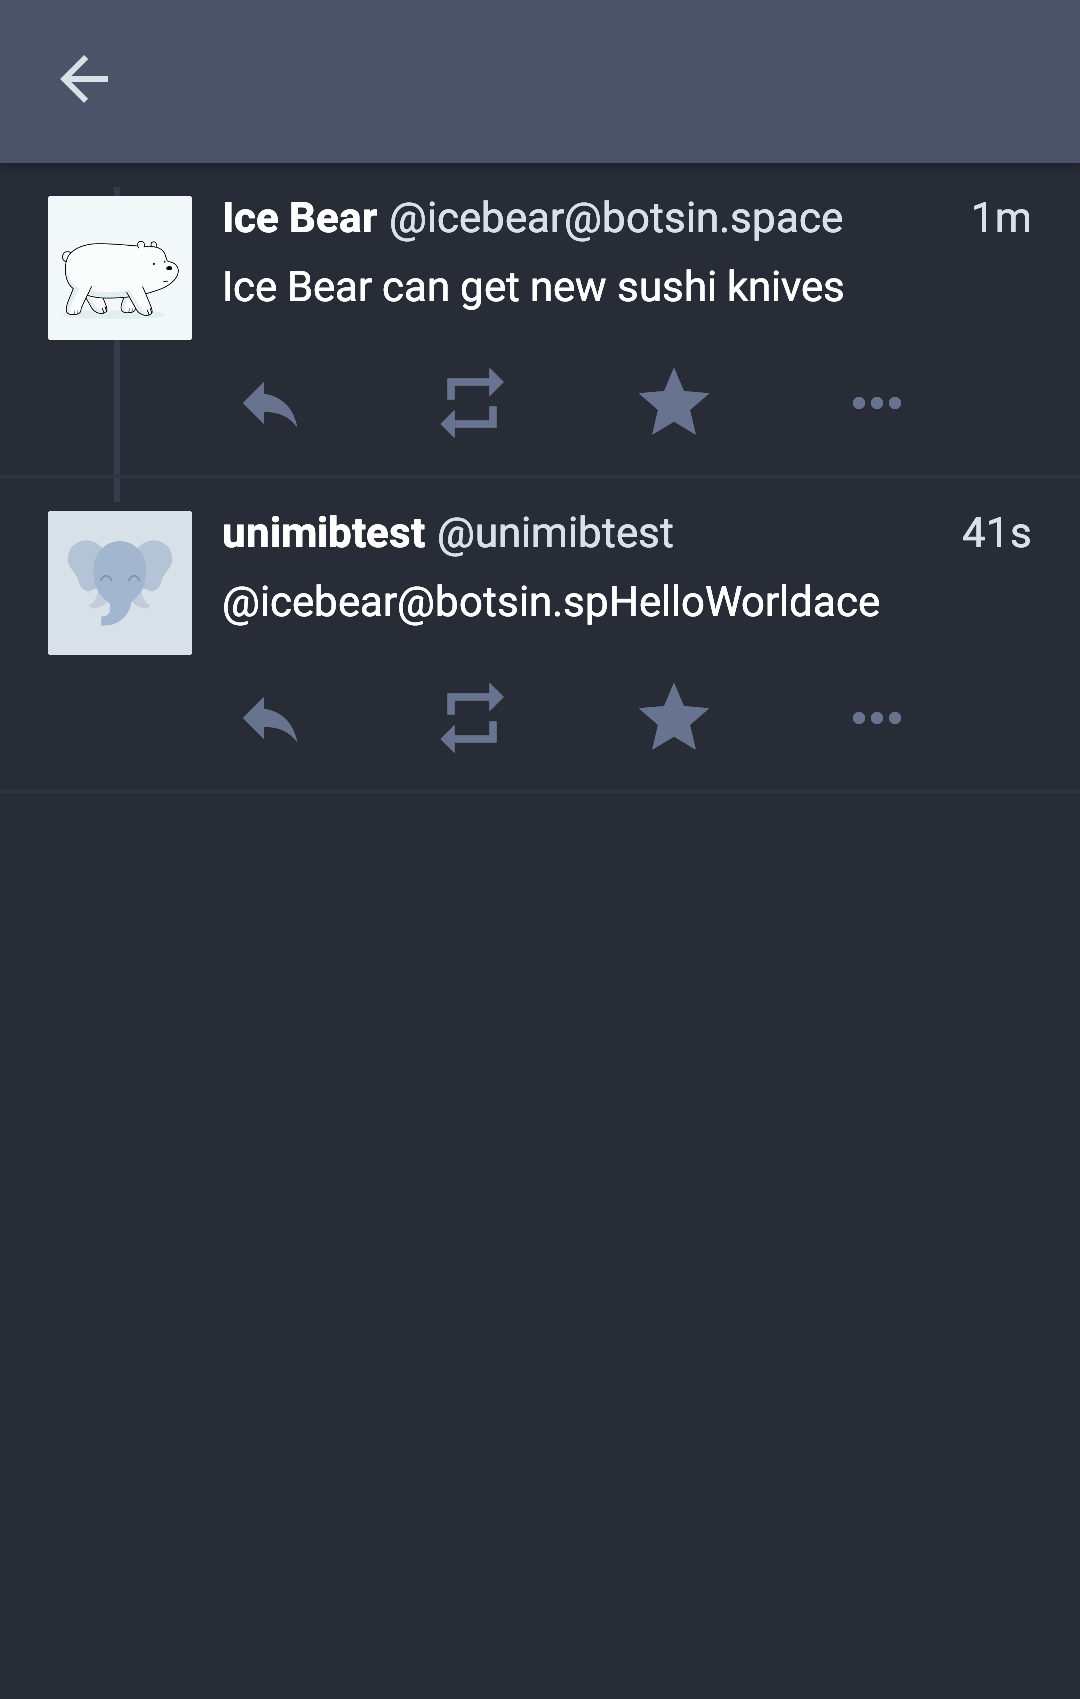 Ice Bear @icebear@botsin.space 1m
Ice Bear can get new sushi knives
unimibtest @unimibtest 41s
@icebear@botsin.spHelloWorldace